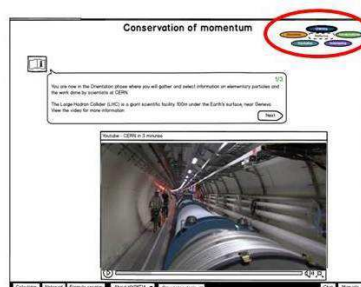 Conservation of momentum
1/3
You are now in the Orientation phase where you will gather and select information on elementary particles and
the work done by scientists at CERN.
The Large Hadron Collider (LHC) is a giant scientific facility 100m under the Earth's surface, near Geneva.
View the video for more information
Next
Youtube - CERN in 3 minutes